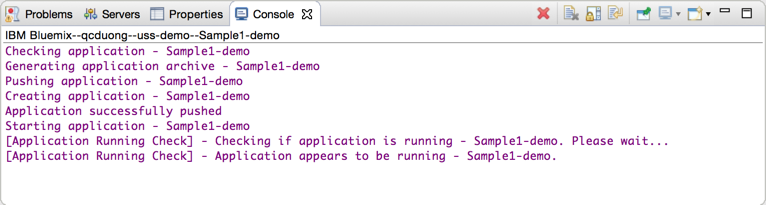 Problems Servers Properties Console
IBM Bluemix--qcduong--uss-demo--Sample1-demo
Checking application - Sample1-demo
Generating application archive - Sample1-demo
Pushing application - Sample1-demo
Creating application - Sample1-demo
Application successfully pushed
Starting application - Sample1-demo
[Application Running Check] - Checking if application is running - Sample1-demo. Please wait...
[Application Running Check] - Application appears to be running - Sample1-demo.